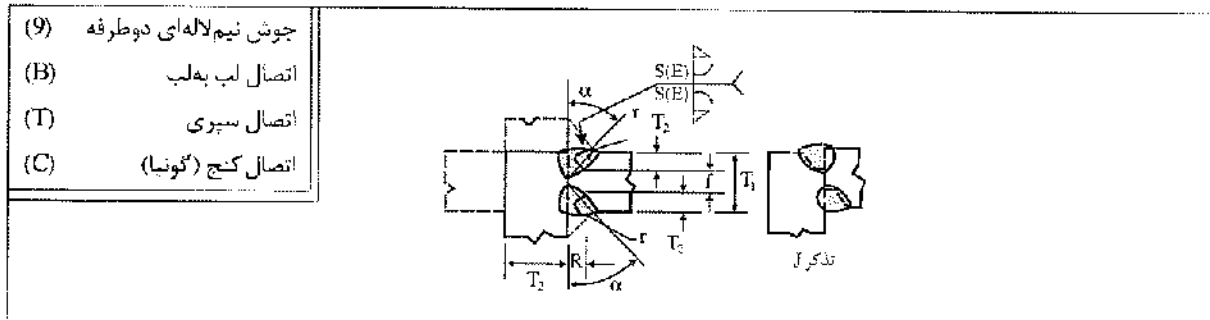 جوش نیم‌لاله‌ای دوطرفه (9)
اتصال لب به‌لب (B)
اتصال سپری (T)
اتصال کنج (گونیا) (C)
S(E)
S(E)
α
r
T₂
f
T₁
r
T₂
T₂
R
α
تذکر J